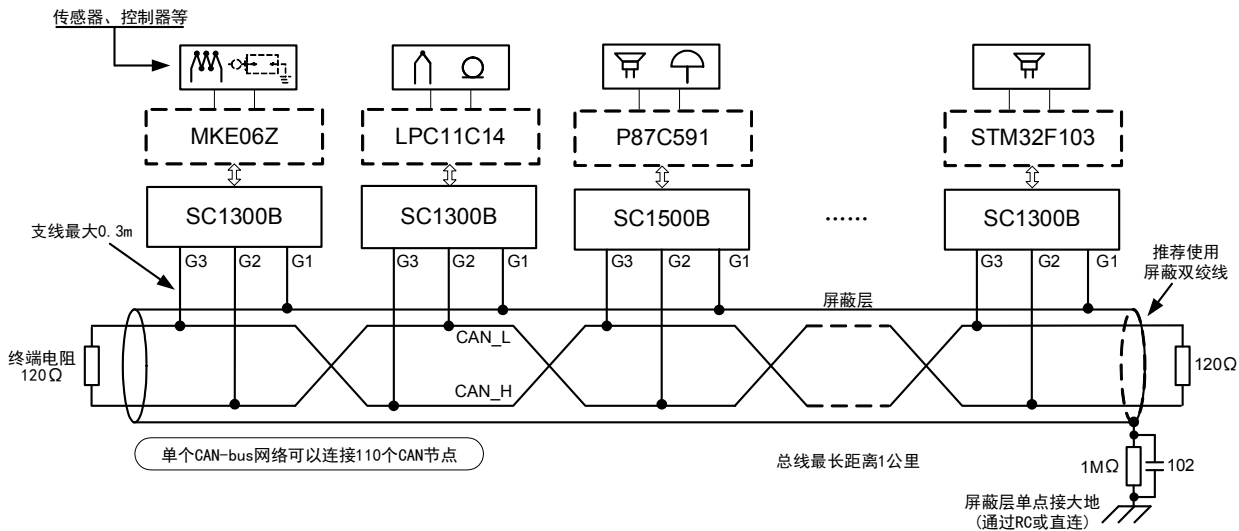 传感器、控制器等
MKE06Z
LPC11C14
P87C591
STM32F103
SC1300B
SC1300B
SC1500B
......
SC1300B
支线最大0.3m
G3
G2
G1
G3
G2
G1
G3
G2
G1
G3
G2
G1
推荐使用
屏蔽双绞线
屏蔽层
CAN_L
终端电阻
120Ω
120Ω
CAN_H
单个CAN-bus网络可以连接110个CAN节点
总线最长距离1公里
1MΩ
102
屏蔽层单点接大地
(通过RC或直连)